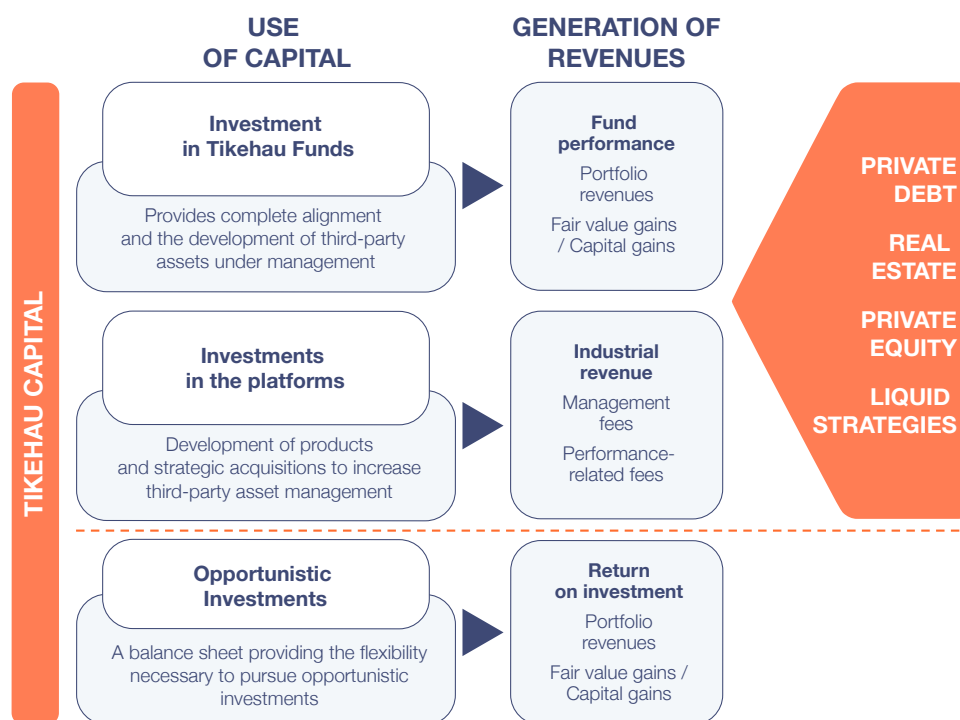 USE
OF CAPITAL
GENERATION OF
REVENUES
TIKEHAU CAPITAL
Investment
in Tikehau Funds
Provides complete alignment
and the development of third-party
assets under management
Fund
performance
Portfolio
revenues
Fair value gains
/ Capital gains
Investments
in the platforms
Development of products
and strategic acquisitions to increase
third-party asset management
Industrial
revenue
Management
fees
Performance-
related fees
Opportunistic
Investments
A balance sheet providing the flexibility
necessary to pursue opportunistic
investments
Return
on investment
Portfolio
revenues
Fair value gains /
Capital gains
PRIVATE
DEBT
REAL
ESTATE
PRIVATE
EQUITY
LIQUID
STRATEGIES